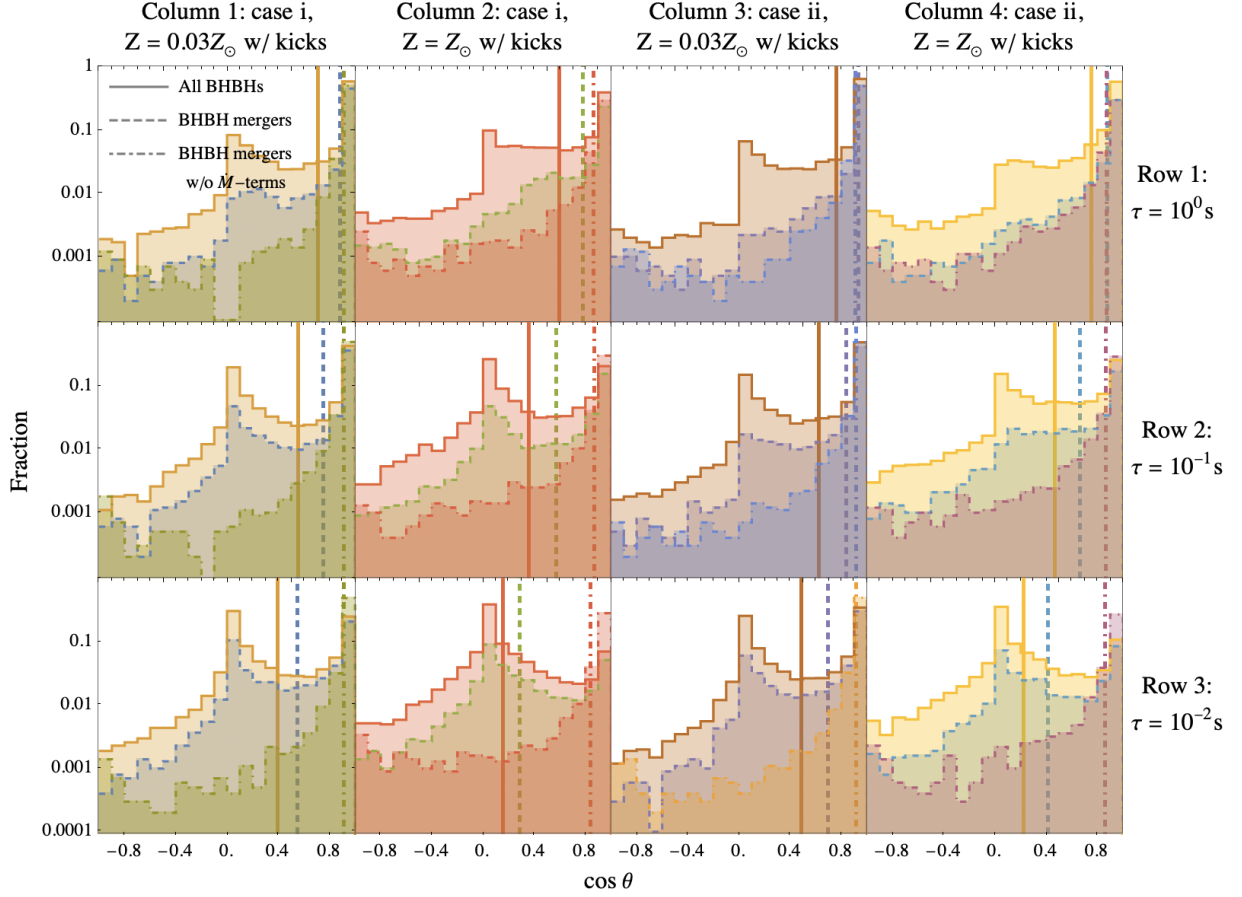 Column 1: case i,
Z = 0.03Z⊙ w/ kicks
Column 2: case i,
Z = Z⊙ w/ kicks
Column 3: case ii,
Z = 0.03Z⊙ w/ kicks
Column 4: case ii,
Z = Z⊙ w/ kicks
All BHBHs
BHBH mergers
BHBH mergers
w/o Ṁ-terms
1
0.1
0.01
0.001
Row 1:
τ = 10⁰s
0.1
0.01
0.001
Row 2:
τ = 10⁻¹s
Fraction
0.1
0.01
0.001
0.0001
Row 3:
τ = 10⁻²s
−0.8 −0.4 0. 0.4 0.8 −0.8 −0.4 0. 0.4 0.8 −0.8 −0.4 0. 0.4 0.8 −0.8 −0.4 0. 0.4 0.8
cos θ